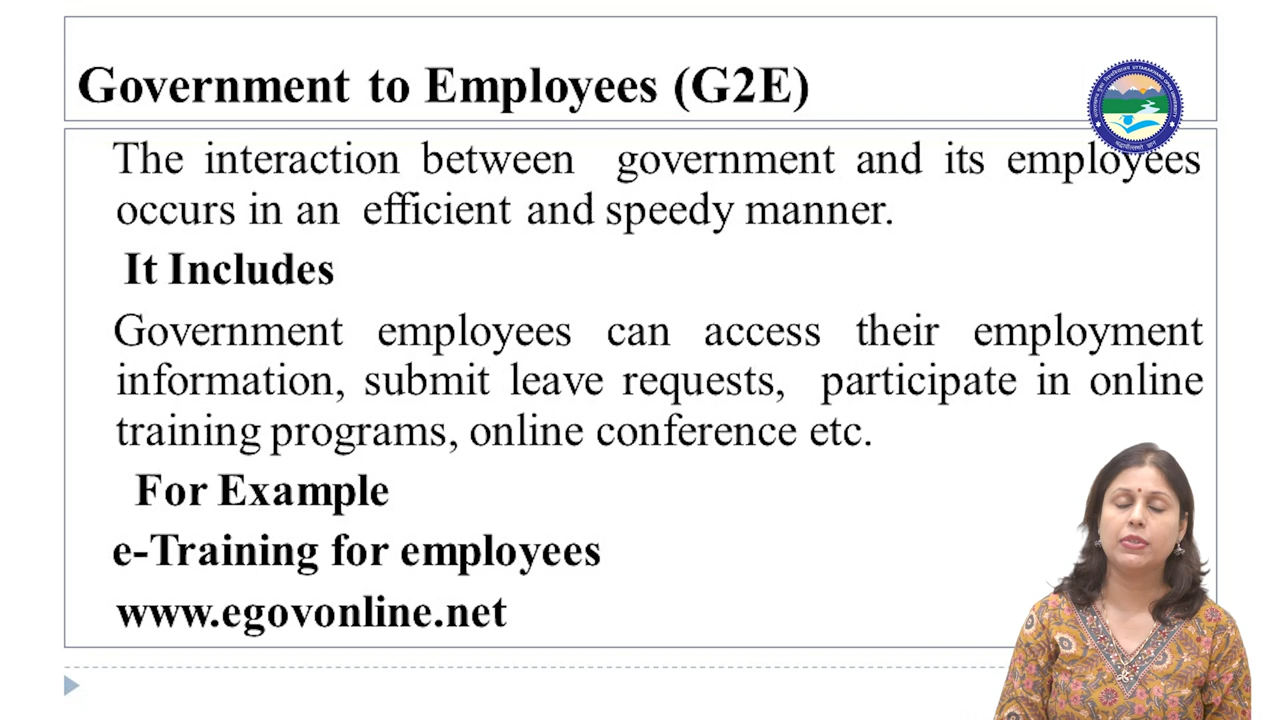 Government to Employees (G2E)
The interaction between government and its employees
occurs in an efficient and speedy manner.
It Includes
Government employees can access their employment
information, submit leave requests, participate in online
training programs, online conference etc.
For Example
e-Training for employees
www.egovonline.net